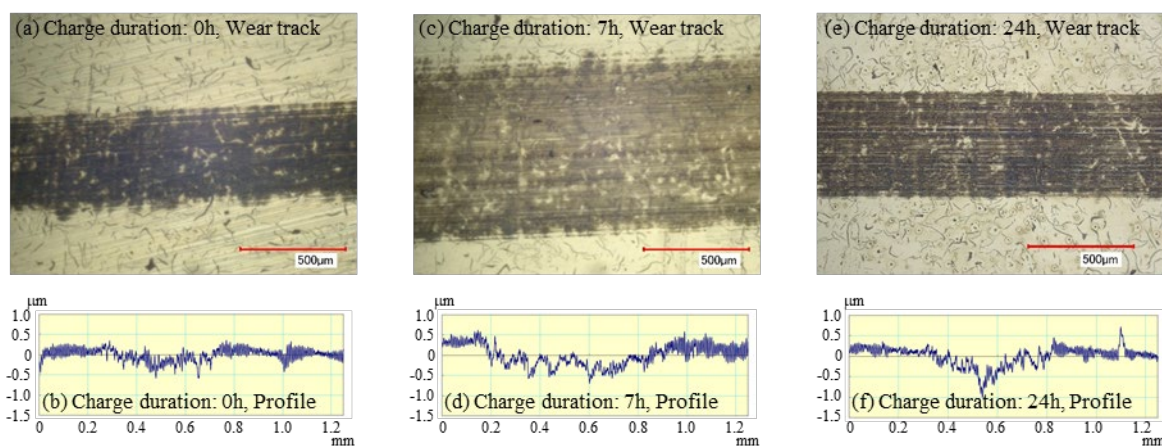 (a) Charge duration: 0h, Wear track
(c) Charge duration: 7h, Wear track
(e) Charge duration: 24h, Wear track
500μm
500μm
500μm
μm
1.0
0.5
0
-0.5
-1.0
-1.5
(b) Charge duration: 0h, Profile
0.0 0.2 0.4 0.6 0.8 1.0 1.2
mm
μm
1.0
0.5
0
-0.5
-1.0
-1.5
(d) Charge duration: 7h, Profile
0.0 0.2 0.4 0.6 0.8 1.0 1.2
mm
μm
1.0
0.5
0
-0.5
-1.0
-1.5
(f) Charge duration: 24h, Profile
0.0 0.2 0.4 0.6 0.8 1.0 1.2
mm